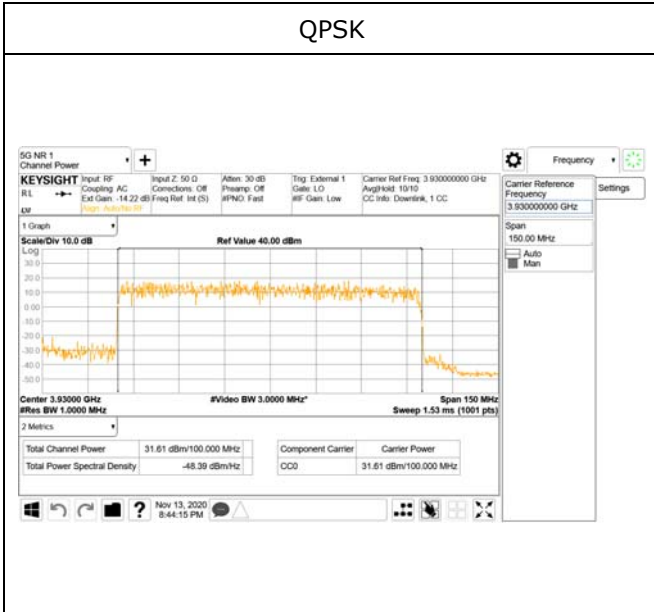 QPSK
5G NR 1
Channel Power
+
Frequency
KEYSIGHT
Input: RF
Input Z: 50 Ω
Atten: 30 dB
Trig: External 1
Carrier Ref Freq: 3.930000000 GHz
RL
Coupling: AC
Corrections: Off
Preamp: Off
Gate: LO
Avg|Hold: 10/10
Ext Gain: -14.22 dB
Freq Ref: Int (S)
#PNO: Fast
#IF Gain: Low
CC Info: Downlink, 1 CC
Align: Auto/No RF
Carrier Reference
Frequency
3.930000000 GHz
Settings
Span
150.00 MHz
Auto
Man
1 Graph
Scale/Div 10.0 dB
Ref Value 40.00 dBm
Log
30.0
20.0
10.0
0.00
-10.0
-20.0
-30.0
-40.0
-50.0
Center 3.93000 GHz
#Video BW 3.0000 MHz*
Span 150 MHz
#Res BW 1.0000 MHz
Sweep 1.53 ms (1001 pts)
2 Metrics
Total Channel Power 31.61 dBm/100.000 MHz
Total Power Spectral Density -48.39 dBm/Hz
Component Carrier Carrier Power
CC0 31.61 dBm/100.000 MHz
?
Nov 13, 2020
8:44:15 PM